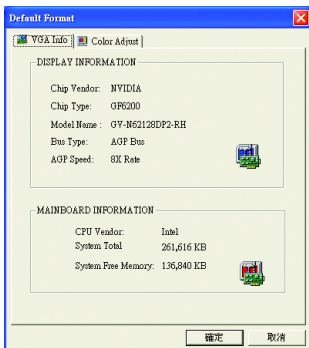 Default Format
VGA Info Color Adjust
DISPLAY INFORMATION
Chip Vendor: NVIDIA
Chip Type: GF6200
Model Name : GV-N62128DP2-RH
Bus Type: AGP Bus
AGP Speed: 8X Rate
MAINBOARD INFORMATION
CPU Vendor: Intel
System Total 261,616 KB
System Free Memory: 136,840 KB
確定 取消